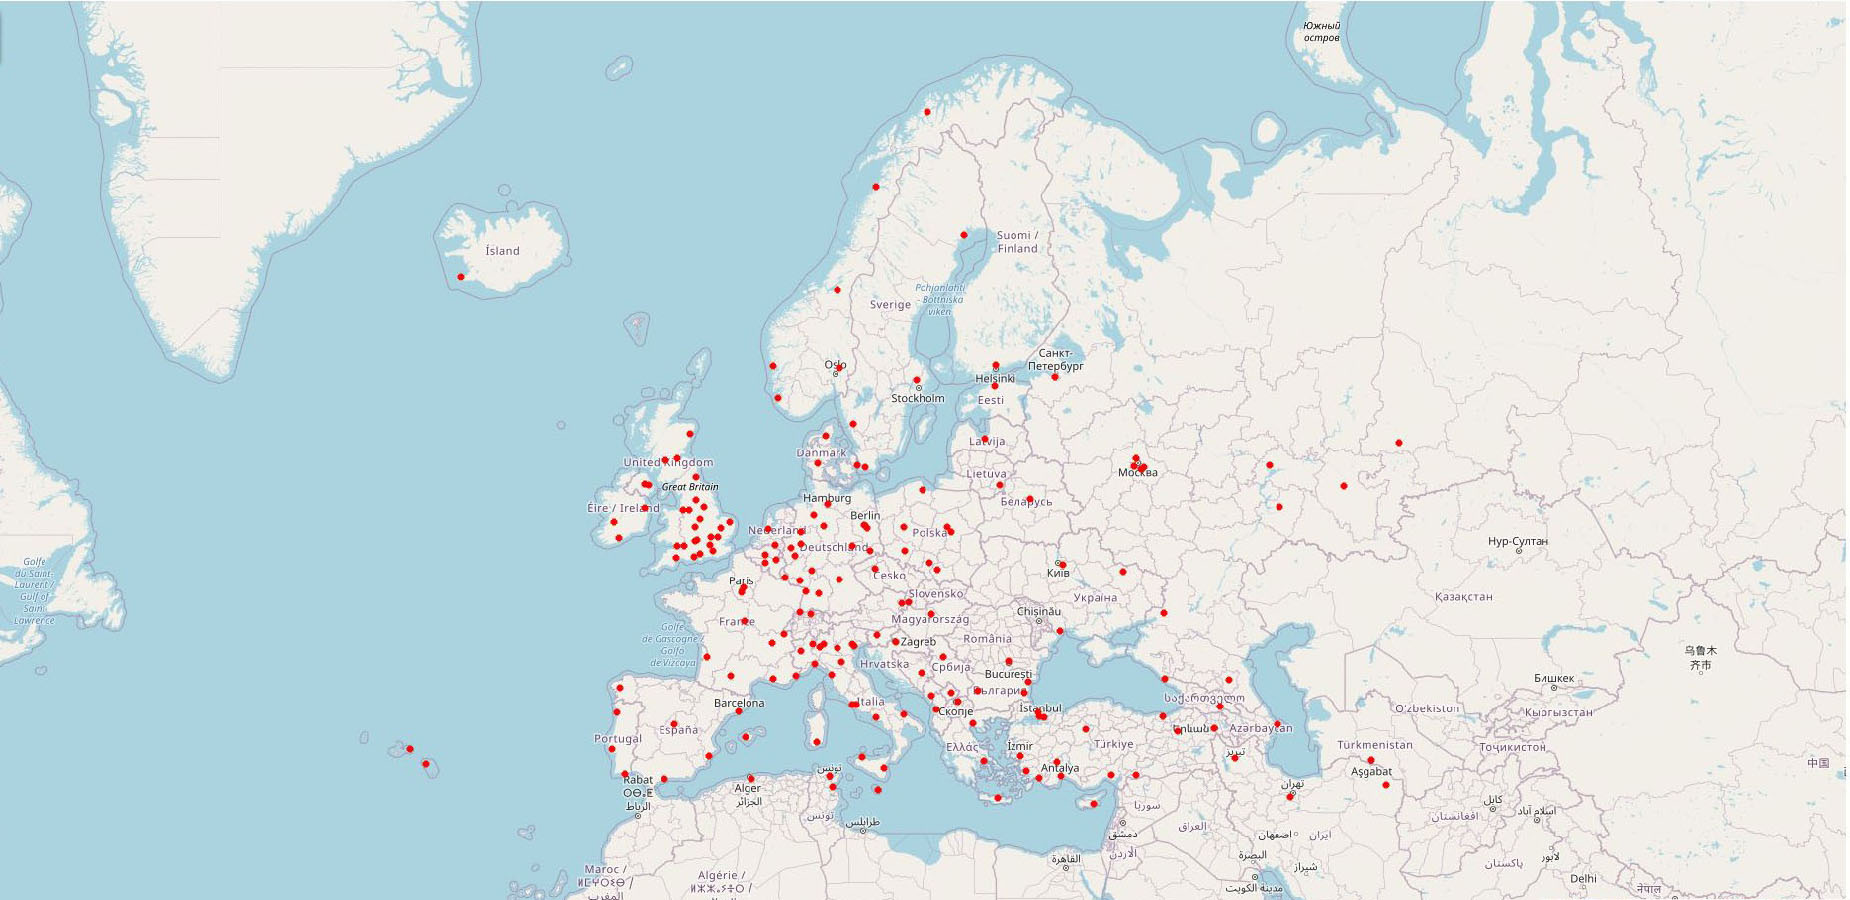 Южный
остров
Ísland
Suomi /
Finland
Pohjanlahti
- Bottniska
viken
Sverige
Oslo
Санкт-
Петербург
Helsinki
Stockholm
Eesti
Latvija
Danmark
United Kingdom
Москва
Lietuva
Great Britain
Hamburg
Беларусь
Éire / Ireland
Berlin
Nederland
Polska
Deutschland
Нур-Султан
Golfe
du Saint-
Laurent /
Gulf of
Saint
Lawrence
Київ
Česko
Paris
Slovensko
Україна
Қазақстан
Chișinău
France
Magyarország
Golfe
de Gascogne /
Golfo
de Vizcaya
Zagreb
România
乌鲁木
齐市
Hrvatska
Србија
București
Бишкек
България
Barcelona
Italia
საქართველო
İstanbul
Скопје
Oʻzbekiston
Кыргызстан
España
Երևան
Azərbaycan
Portugal
Ελλάς
İzmir
Türkiye
تبریز
Türkmenistan
Тоҷикистон
中国
Antalya
Aşgabat
تونس
Rabat
ⵔⴱⴰⵟ
الرباط
Alger
الجزائر
تهران
كابل
سوريا
اسلام آباد
تونس
طرابلس
افغانستان
العراق
دمشق
اصفهان
ایران
الأردن
البصرة
لاہور
القاهرة
شیراز
پاکستان
Maroc /
المغرب
Algérie /
Delhi
مدينة الكويت
नेपाल